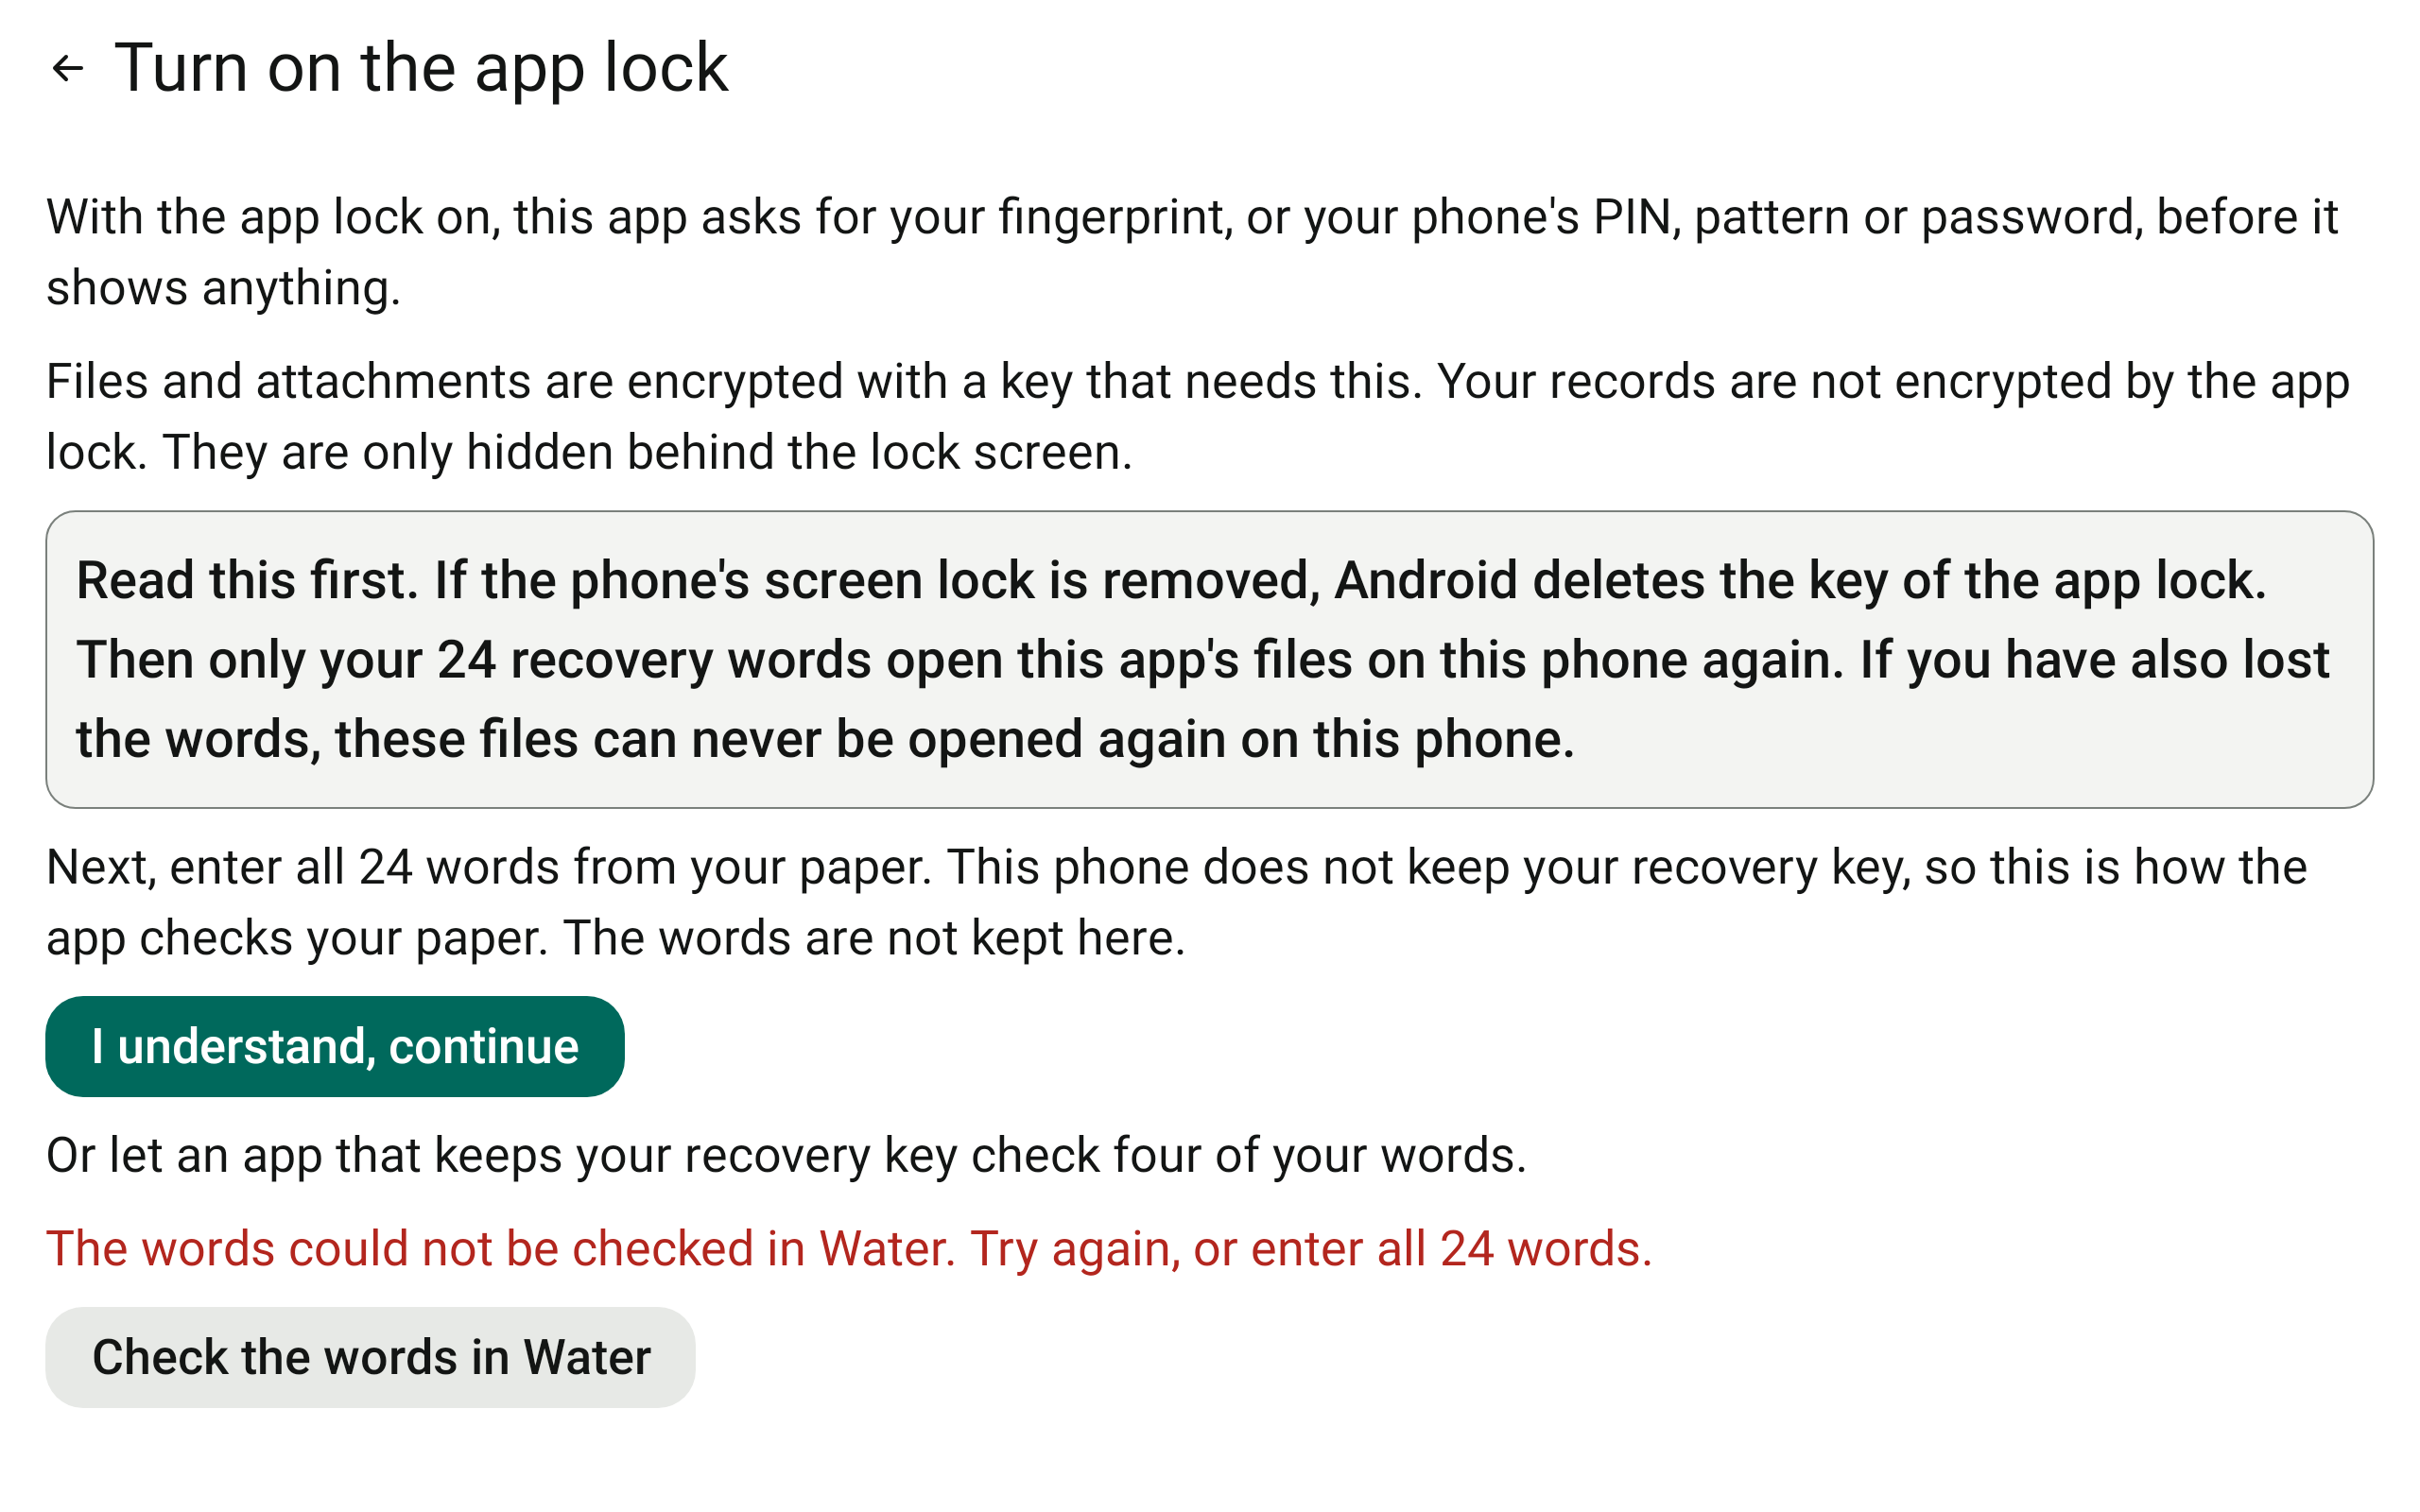 Turn on the app lock
With the app lock on, this app asks for your fingerprint, or your phone's PIN, pattern or password, before it
shows anything.
Files and attachments are encrypted with a key that needs this. Your records are not encrypted by the app
lock. They are only hidden behind the lock screen.
Read this first. If the phone's screen lock is removed, Android deletes the key of the app lock.
Then only your 24 recovery words open this app's files on this phone again. If you have also lost
the words, these files can never be opened again on this phone.
Next, enter all 24 words from your paper. This phone does not keep your recovery key, so this is how the
app checks your paper. The words are not kept here.
I understand, continue
Or let an app that keeps your recovery key check four of your words.
The words could not be checked in Water. Try again, or enter all 24 words.
Check the words in Water